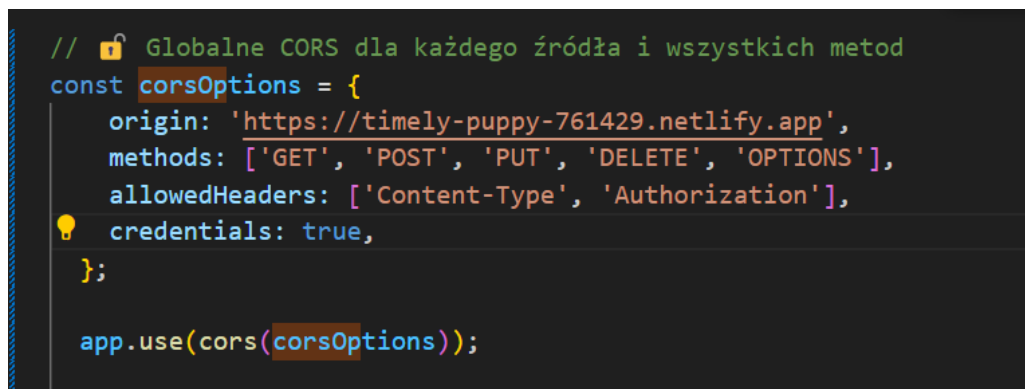 // 🔓 Globalne CORS dla każdego źródła i wszystkich metod
const corsOptions = {
origin: 'https://timely-puppy-761429.netlify.app',
methods: ['GET', 'POST', 'PUT', 'DELETE', 'OPTIONS'],
allowedHeaders: ['Content-Type', 'Authorization'],
credentials: true,
};
app.use(cors(corsOptions));